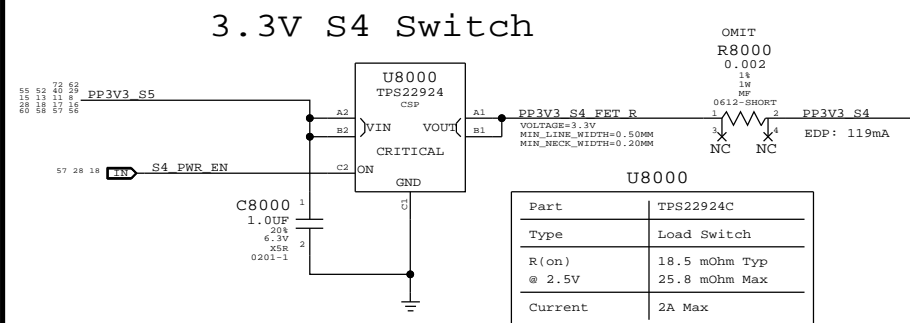 3.3V S4 Switch
OMIT
R8000
0.002
1%
1W
MF
0612-SHORT
U8000
TPS22924
CSP
72 62
55 52 40 29
15 13 11 8
28 18 17 16
60 58 57 56
PP3V3_S5
A2
A1
PP3V3_S4_FET_R
1
2
PP3V3_S4
B2
VIN
VOUT
B1
VOLTAGE=3.3V
MIN_LINE_WIDTH=0.50MM
MIN_NECK_WIDTH=0.20MM
3
4
NC
NC
EDP: 119mA
CRITICAL
57 28 18
IN
S4_PWR_EN
C2
ON
GND
C1
C8000
1
1.0UF
20%
6.3V
X5R
0201-1
2
U8000
Part
TPS22924C
Type
Load Switch
R(on)
18.5 mOhm Typ
@ 2.5V
25.8 mOhm Max
Current
2A Max